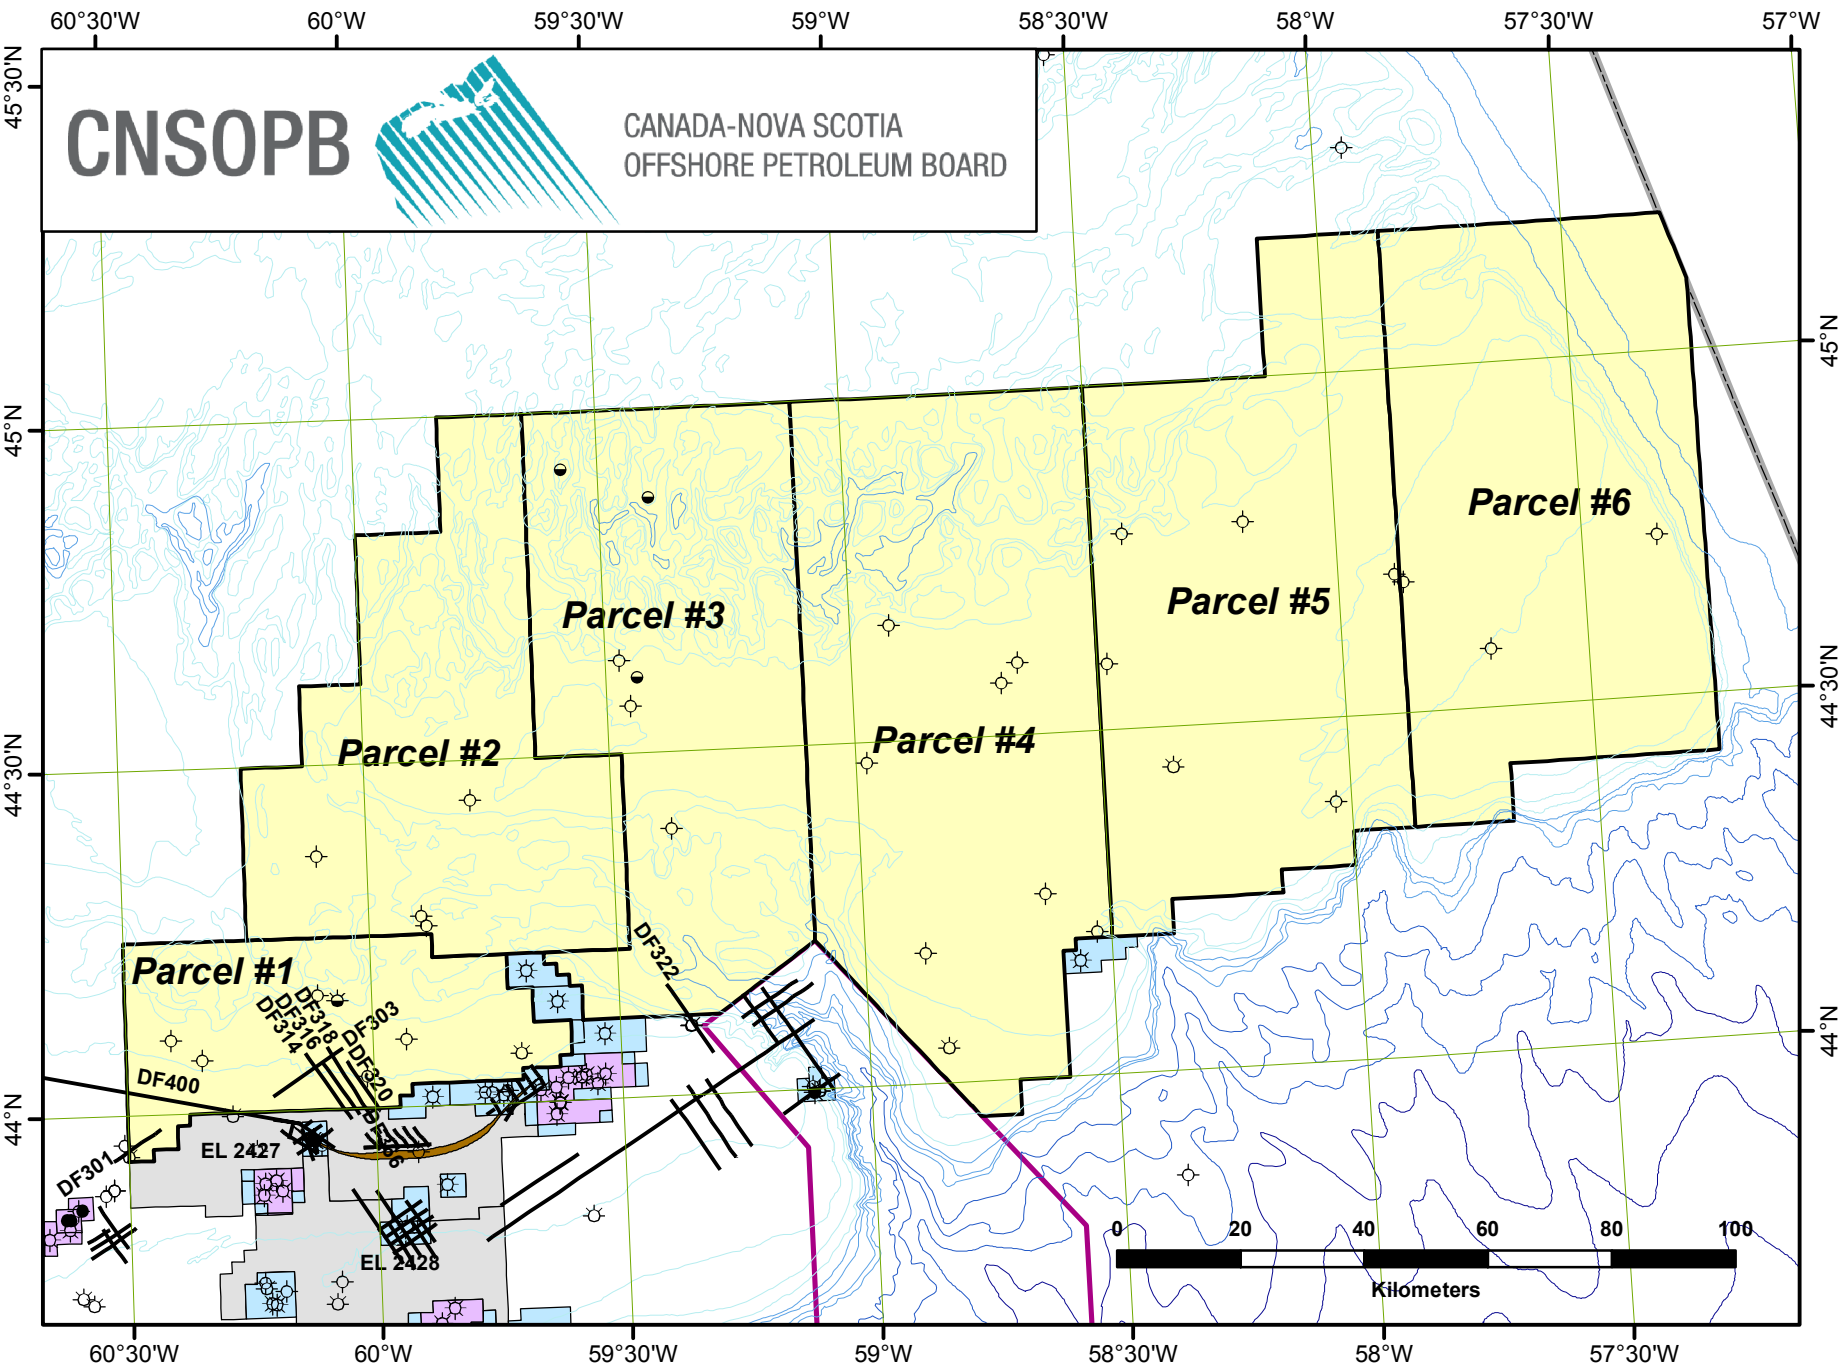 60°30'W 60°W 59°30'W 59°W 58°30'W 58°W 57°30'W 57°W
45°30'N
CNSOPB
CANADA-NOVA SCOTIA
OFFSHORE PETROLEUM BOARD
45°N
45°N
Parcel #6
Parcel #5
Parcel #3
44°30'N
Parcel #4
Parcel #2
44°30'N
DF322
Parcel #1
DF318
DF316
DF314
DF303
DF320
44°N
DF400
44°N
EL 2427
DF301
0 20 40 60 80 100
EL 2428
Kilometers
60°30'W 60°W 59°30'W 59°W 58°30'W 58°W 57°30'W